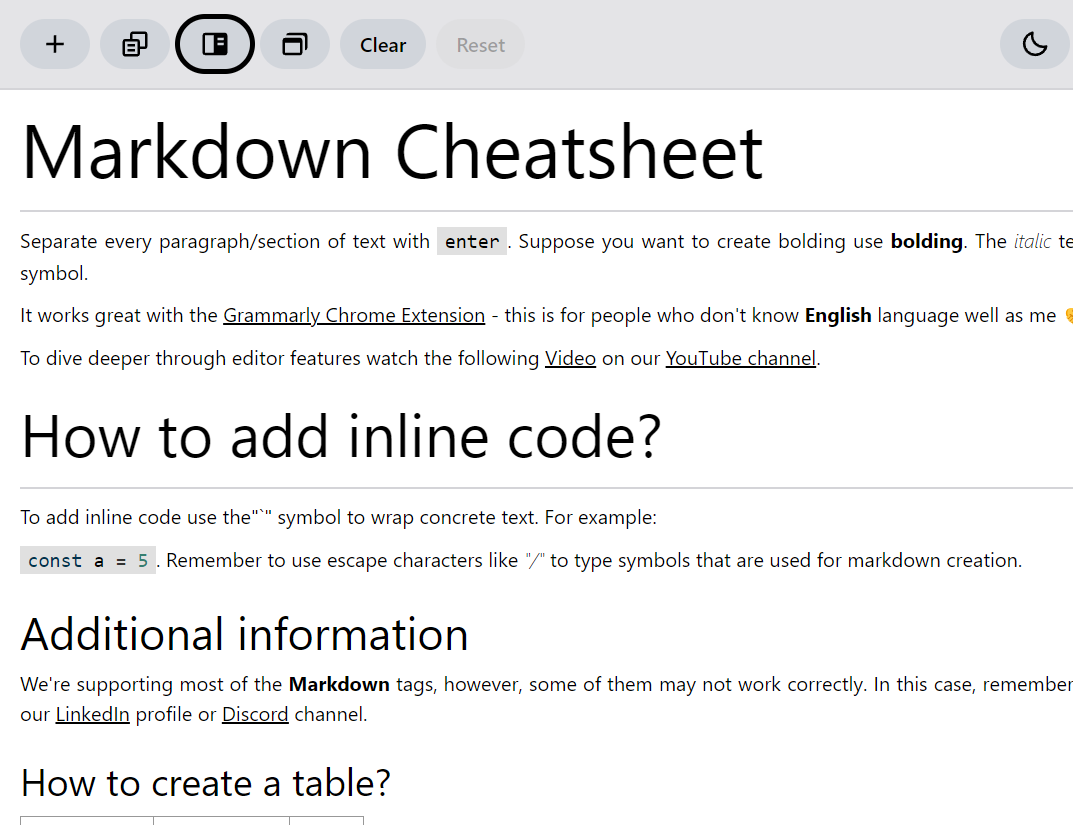 Clear Reset
Markdown Cheatsheet
Separate every paragraph/section of text with enter. Suppose you want to create bolding use bolding. The italic te
symbol.
It works great with the Grammarly Chrome Extension - this is for people who don't know English language well as me
To dive deeper through editor features watch the following Video on our YouTube channel.
How to add inline code?
To add inline code use the"`" symbol to wrap concrete text. For example:
const a = 5. Remember to use escape characters like "/" to type symbols that are used for markdown creation.
Additional information
We're supporting most of the Markdown tags, however, some of them may not work correctly. In this case, remember
our LinkedIn profile or Discord channel.
How to create a table?